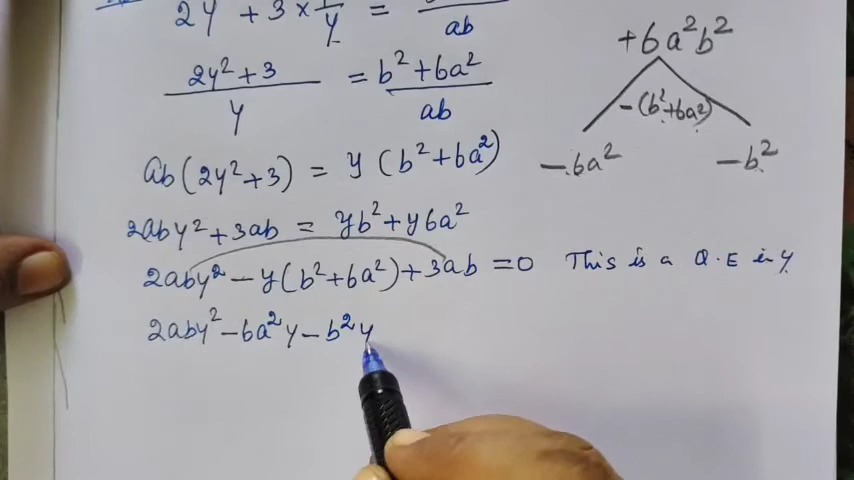 2y + 3 × 1/y = /ab
(2y² + 3)/y = (b² + 6a²)/ab
ab(2y² + 3) = y(b² + 6a²)
2aby² + 3ab = yb² + y6a²
2aby² − y(b² + 6a²) + 3ab = 0 This is a Q.E in y.
2aby² − 6a²y − b²y
+6a²b²
−(b² + 6a²)
−6a² −b²